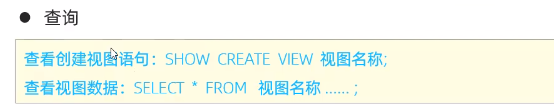 ● 查询
查看创建视图语句：SHOW CREATE VIEW 视图名称;
查看视图数据：SELECT * FROM 视图名称 ...... ;